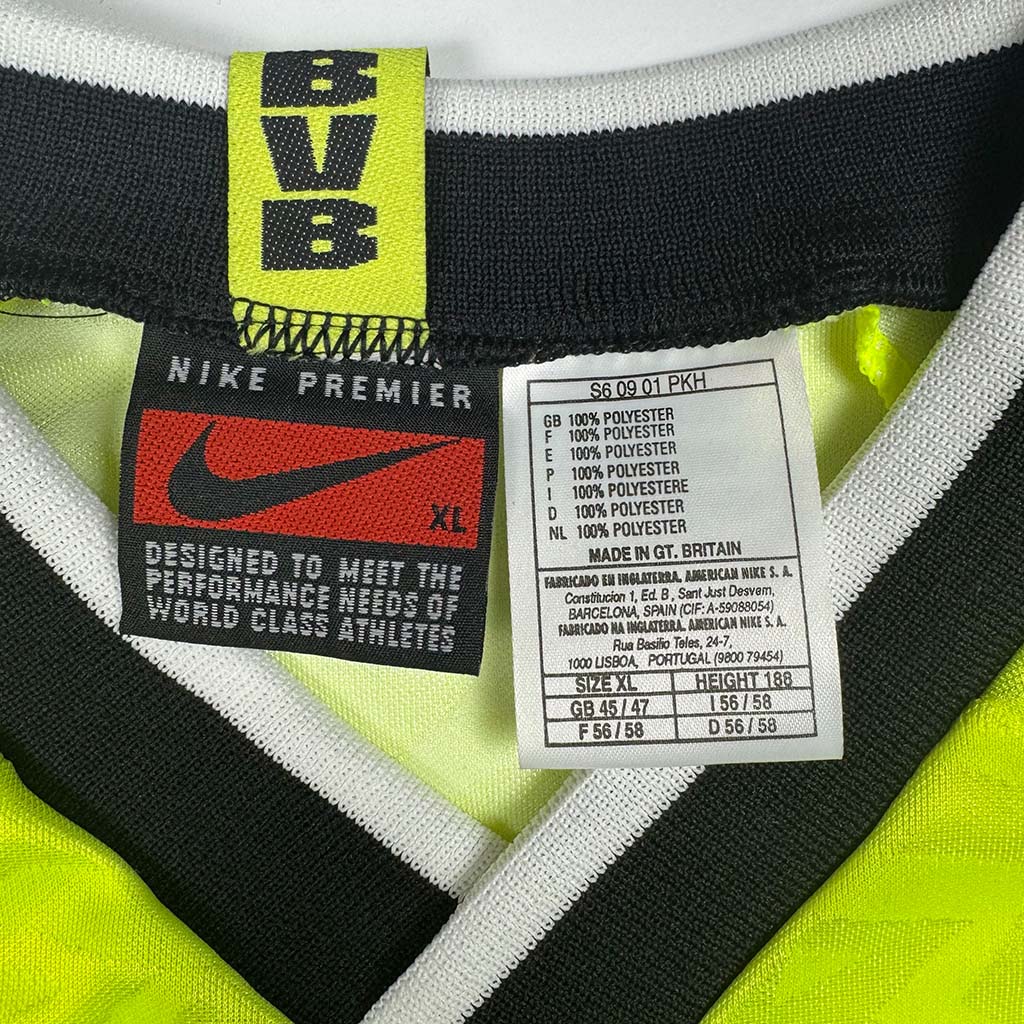 B
V
B
NIKE PREMIER
XL
DESIGNED TO MEET THE
PERFORMANCE NEEDS OF
WORLD CLASS ATHLETES
S6 09 01 PKH
GB 100% POLYESTER
F 100% POLYESTER
E 100% POLYESTER
P 100% POLYESTER
I 100% POLYESTERE
D 100% POLYESTER
NL 100% POLYESTER
MADE IN GT. BRITAIN
FABRICADO EN INGLATERRA. AMERICAN NIKE S. A.
Constitucion 1, Ed. B, Sant Just Desvern,
BARCELONA, SPAIN (CIF: A-59088054)
FABRICADO NA INGLATERRA. AMERICAN NIKE S. A.
Rua Basilio Teles, 24-7,
1000 LISBOA, PORTUGAL (9800 79454)
SIZE XL HEIGHT 188
GB 45 / 47 I 56 / 58
F 56 / 58 D 56 / 58